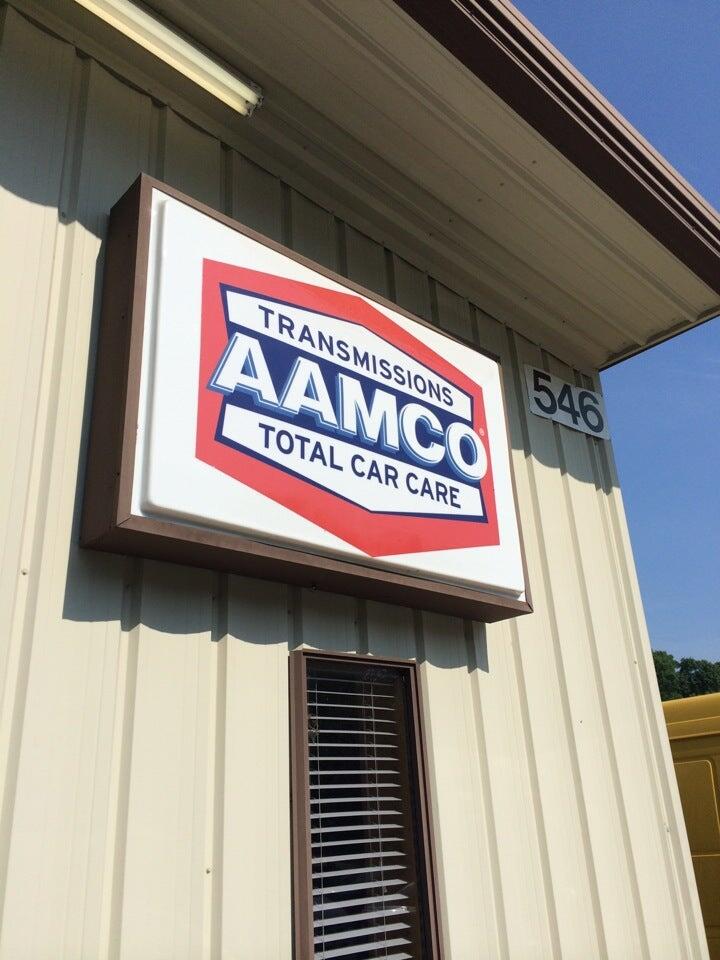 TRANSMISSIONS
AAMCO®
TOTAL CAR CARE
546